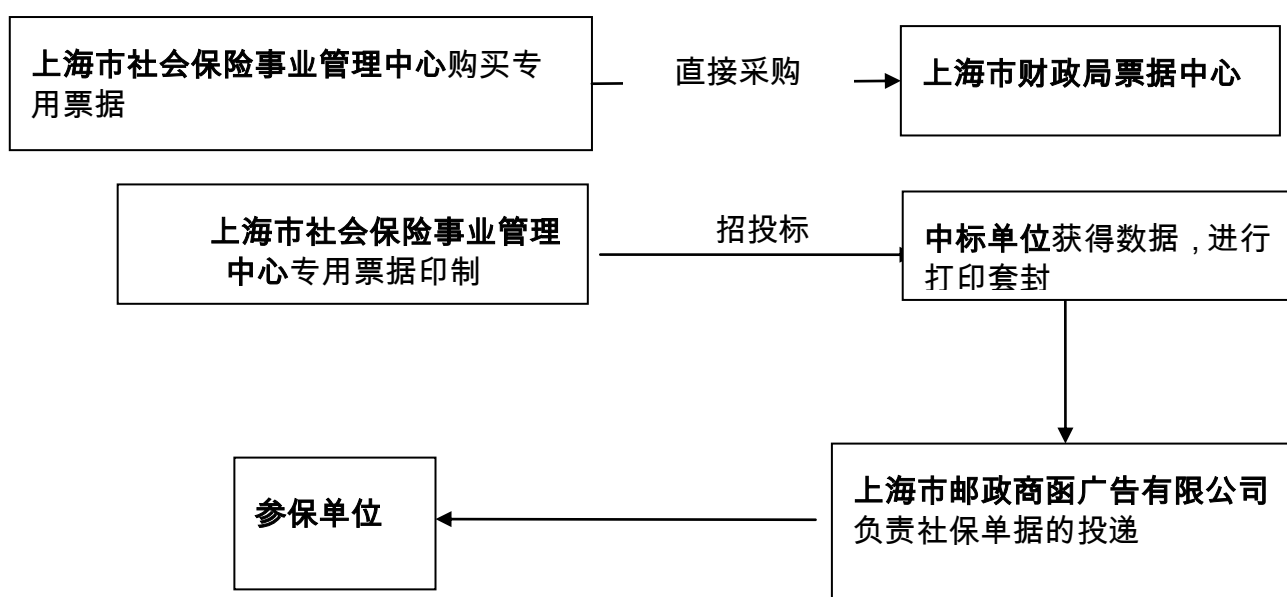 上海市社会保险事业管理中心购买专
用票据
直接采购
上海市财政局票据中心
上海市社会保险事业管理
中心专用票据印制
招投标
中标单位获得数据，进行
打印套封
参保单位
上海市邮政商函广告有限公司
负责社保单据的投递